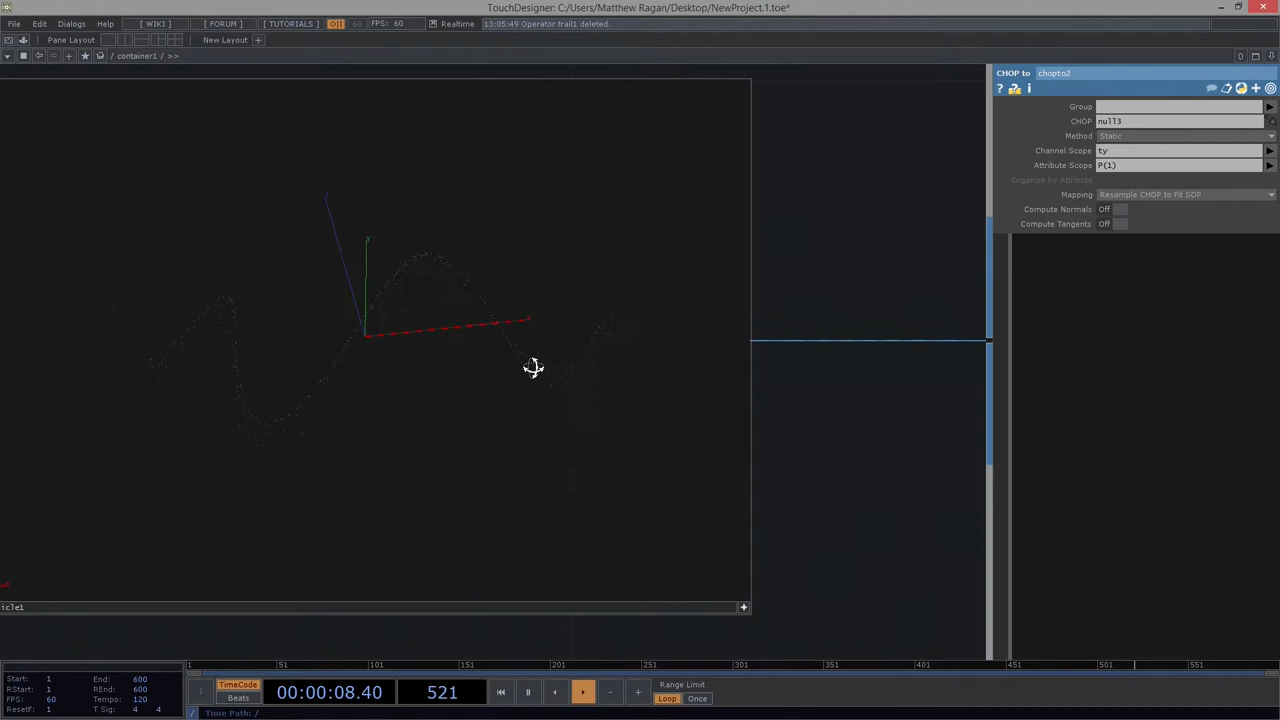 TouchDesigner: C:/Users/Matthew Ragan/Desktop/NewProject.1.toe*
File Edit Dialogs Help [ WIKI ] [ FORUM ] [ TUTORIALS ] O|I 60 FPS: 60 Realtime 13:05:49 Operator trail1 deleted.
Pane Layout New Layout +
/ container1 / >> 0
CHOP to chopto2
? ? i
Group
CHOP null3
Method Static
Channel Scope ty
Attribute Scope P(1)
Organize by Attribute
Mapping Resample CHOP to Fit SOP
Compute Normals Off
Compute Tangents Off
y
x
icle1
1 51 101 151 201 251 301 351 401 451 501 551
Start: 1 End: 600
RStart: 1 REnd: 600
FPS: 60 Tempo: 120
ResetF: 1 T Sig: 4 4
TimeCode
Beats
00:00:08.40 521
Range Limit
Loop Once
/ Time Path: /